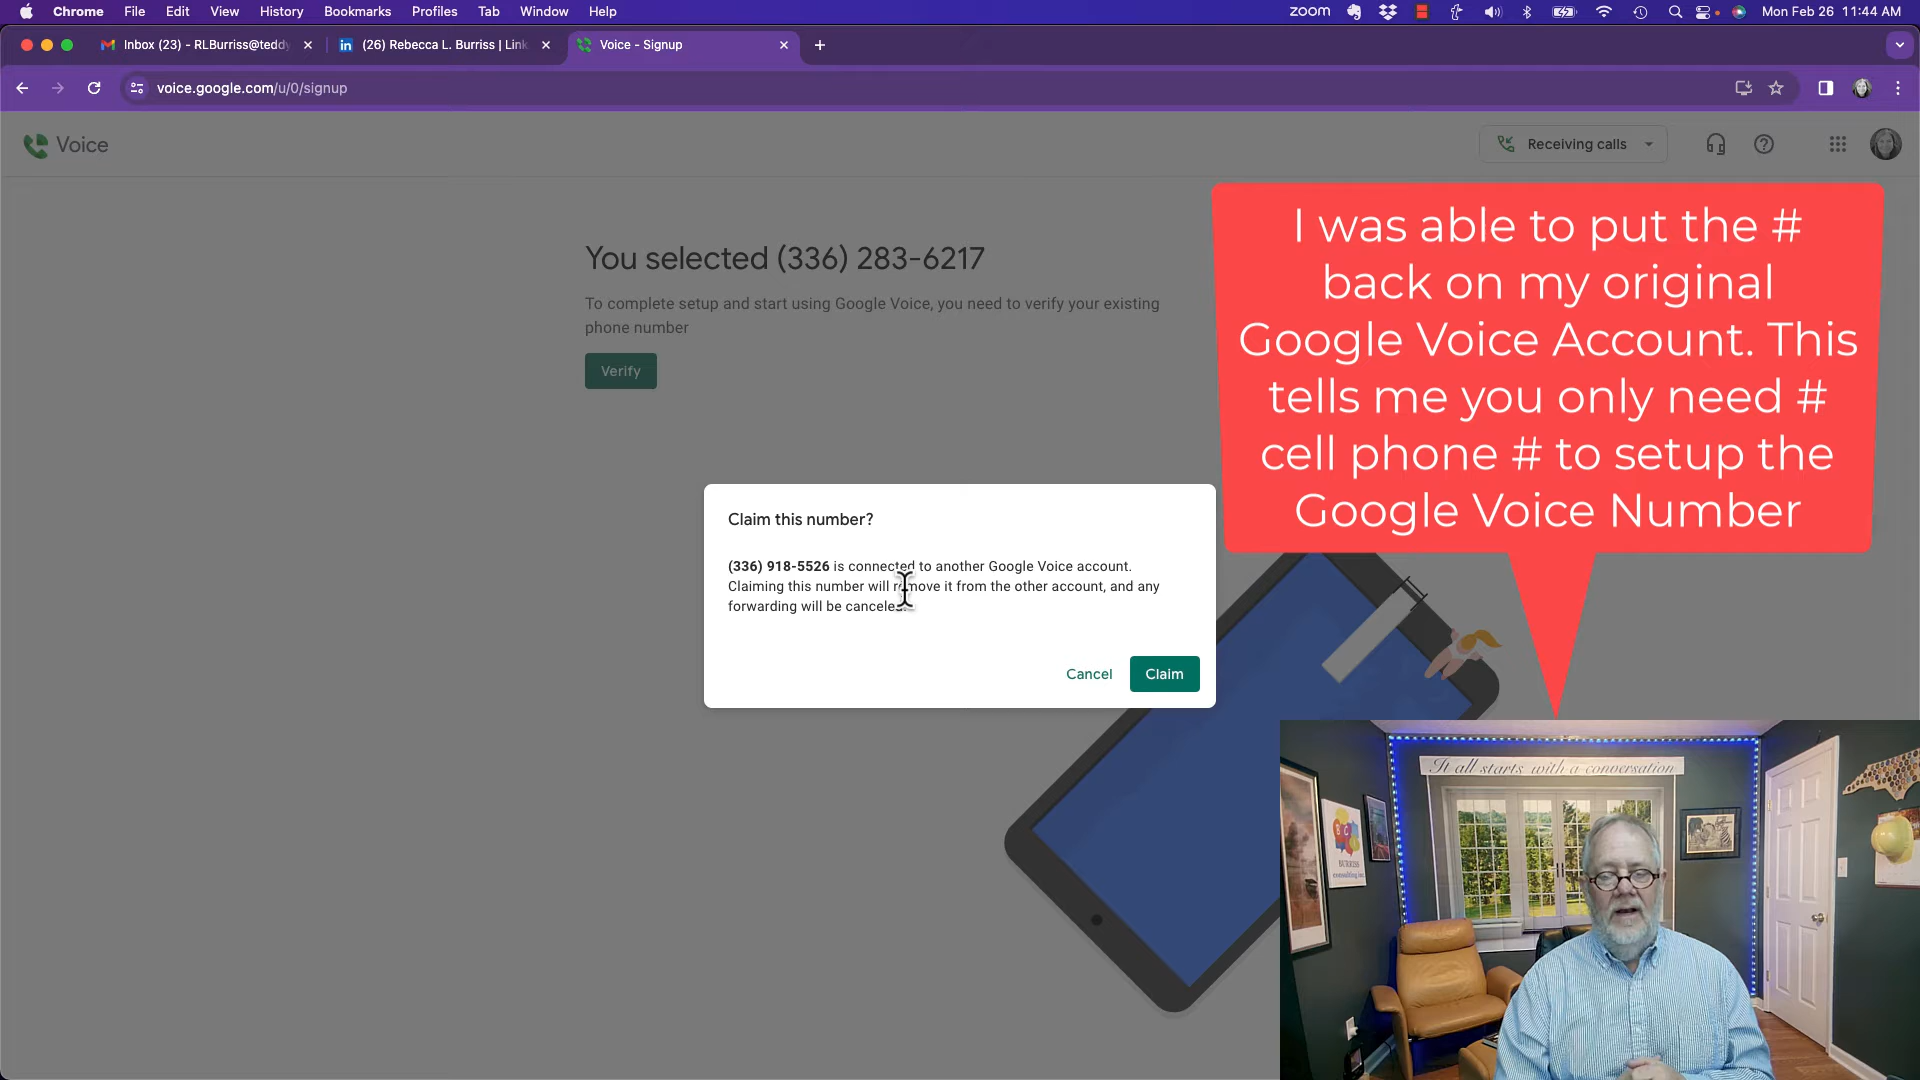 Chrome File Edit View History Bookmarks Profiles Tab Window Help zoom Mon Feb 26 11:44 AM
Inbox (23) - RLBurriss@teddy
(26) Rebecca L. Burriss | Link
Voice - Signup
voice.google.com/u/0/signup
Voice
Receiving calls
You selected (336) 283-6217
To complete setup and start using Google Voice, you need to verify your existing
phone number
Verify
I was able to put the #
back on my original
Google Voice Account. This
tells me you only need #
cell phone # to setup the
Google Voice Number
Claim this number?
(336) 918-5526 is connected to another Google Voice account.
Claiming this number will remove it from the other account, and any
forwarding will be canceled.
Cancel
Claim
It all starts with a conversation
B
C
BURRISS
consulting inc